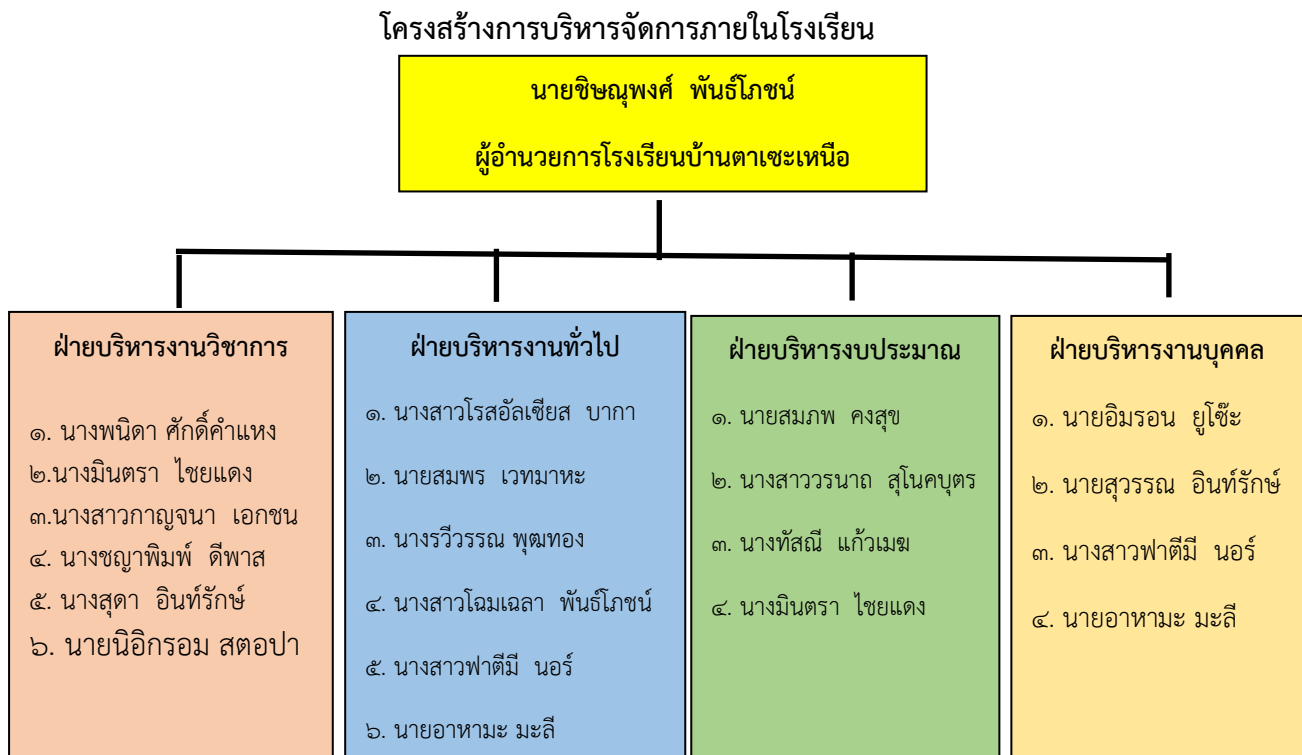 โครงสร้างการบริหารจัดการภายในโรงเรียน
นายชิษณุพงศ์ พันธ์โภชน์
ผู้อำนวยการโรงเรียนบ้านตาเซะเหนือ
ฝ่ายบริหารงานวิชาการ
๑. นางพนิดา ศักดิ์คำแหง
๒.นางมินตรา ไชยแดง
๓.นางสาวกาญจนา เอกชน
๔. นางชญาพิมพ์ ดีพาส
๕. นางสุดา อินท์รักษ์
๖. นายนิอิกรอม สตอปา
ฝ่ายบริหารงานทั่วไป
๑. นางสาวโรสอัลเซียส บากา
๒. นายสมพร เวทมาหะ
๓. นางรวีวรรณ พุฒทอง
๔. นางสาวโฉมเฉลา พันธ์โภชน์
๕. นางสาวฟาตีมี นอร์
๖. นายอาหามะ มะลี
ฝ่ายบริหารงบประมาณ
๑. นายสมภพ คงสุข
๒. นางสาววรนาถ สุโนคบุตร
๓. นางทัสณี แก้วเมฆ
๔. นางมินตรา ไชยแดง
ฝ่ายบริหารงานบุคคล
๑. นายอิมรอน ยูโซ๊ะ
๒. นายสุวรรณ อินท์รักษ์
๓. นางสาวฟาตีมี นอร์
๔. นายอาหามะ มะลี